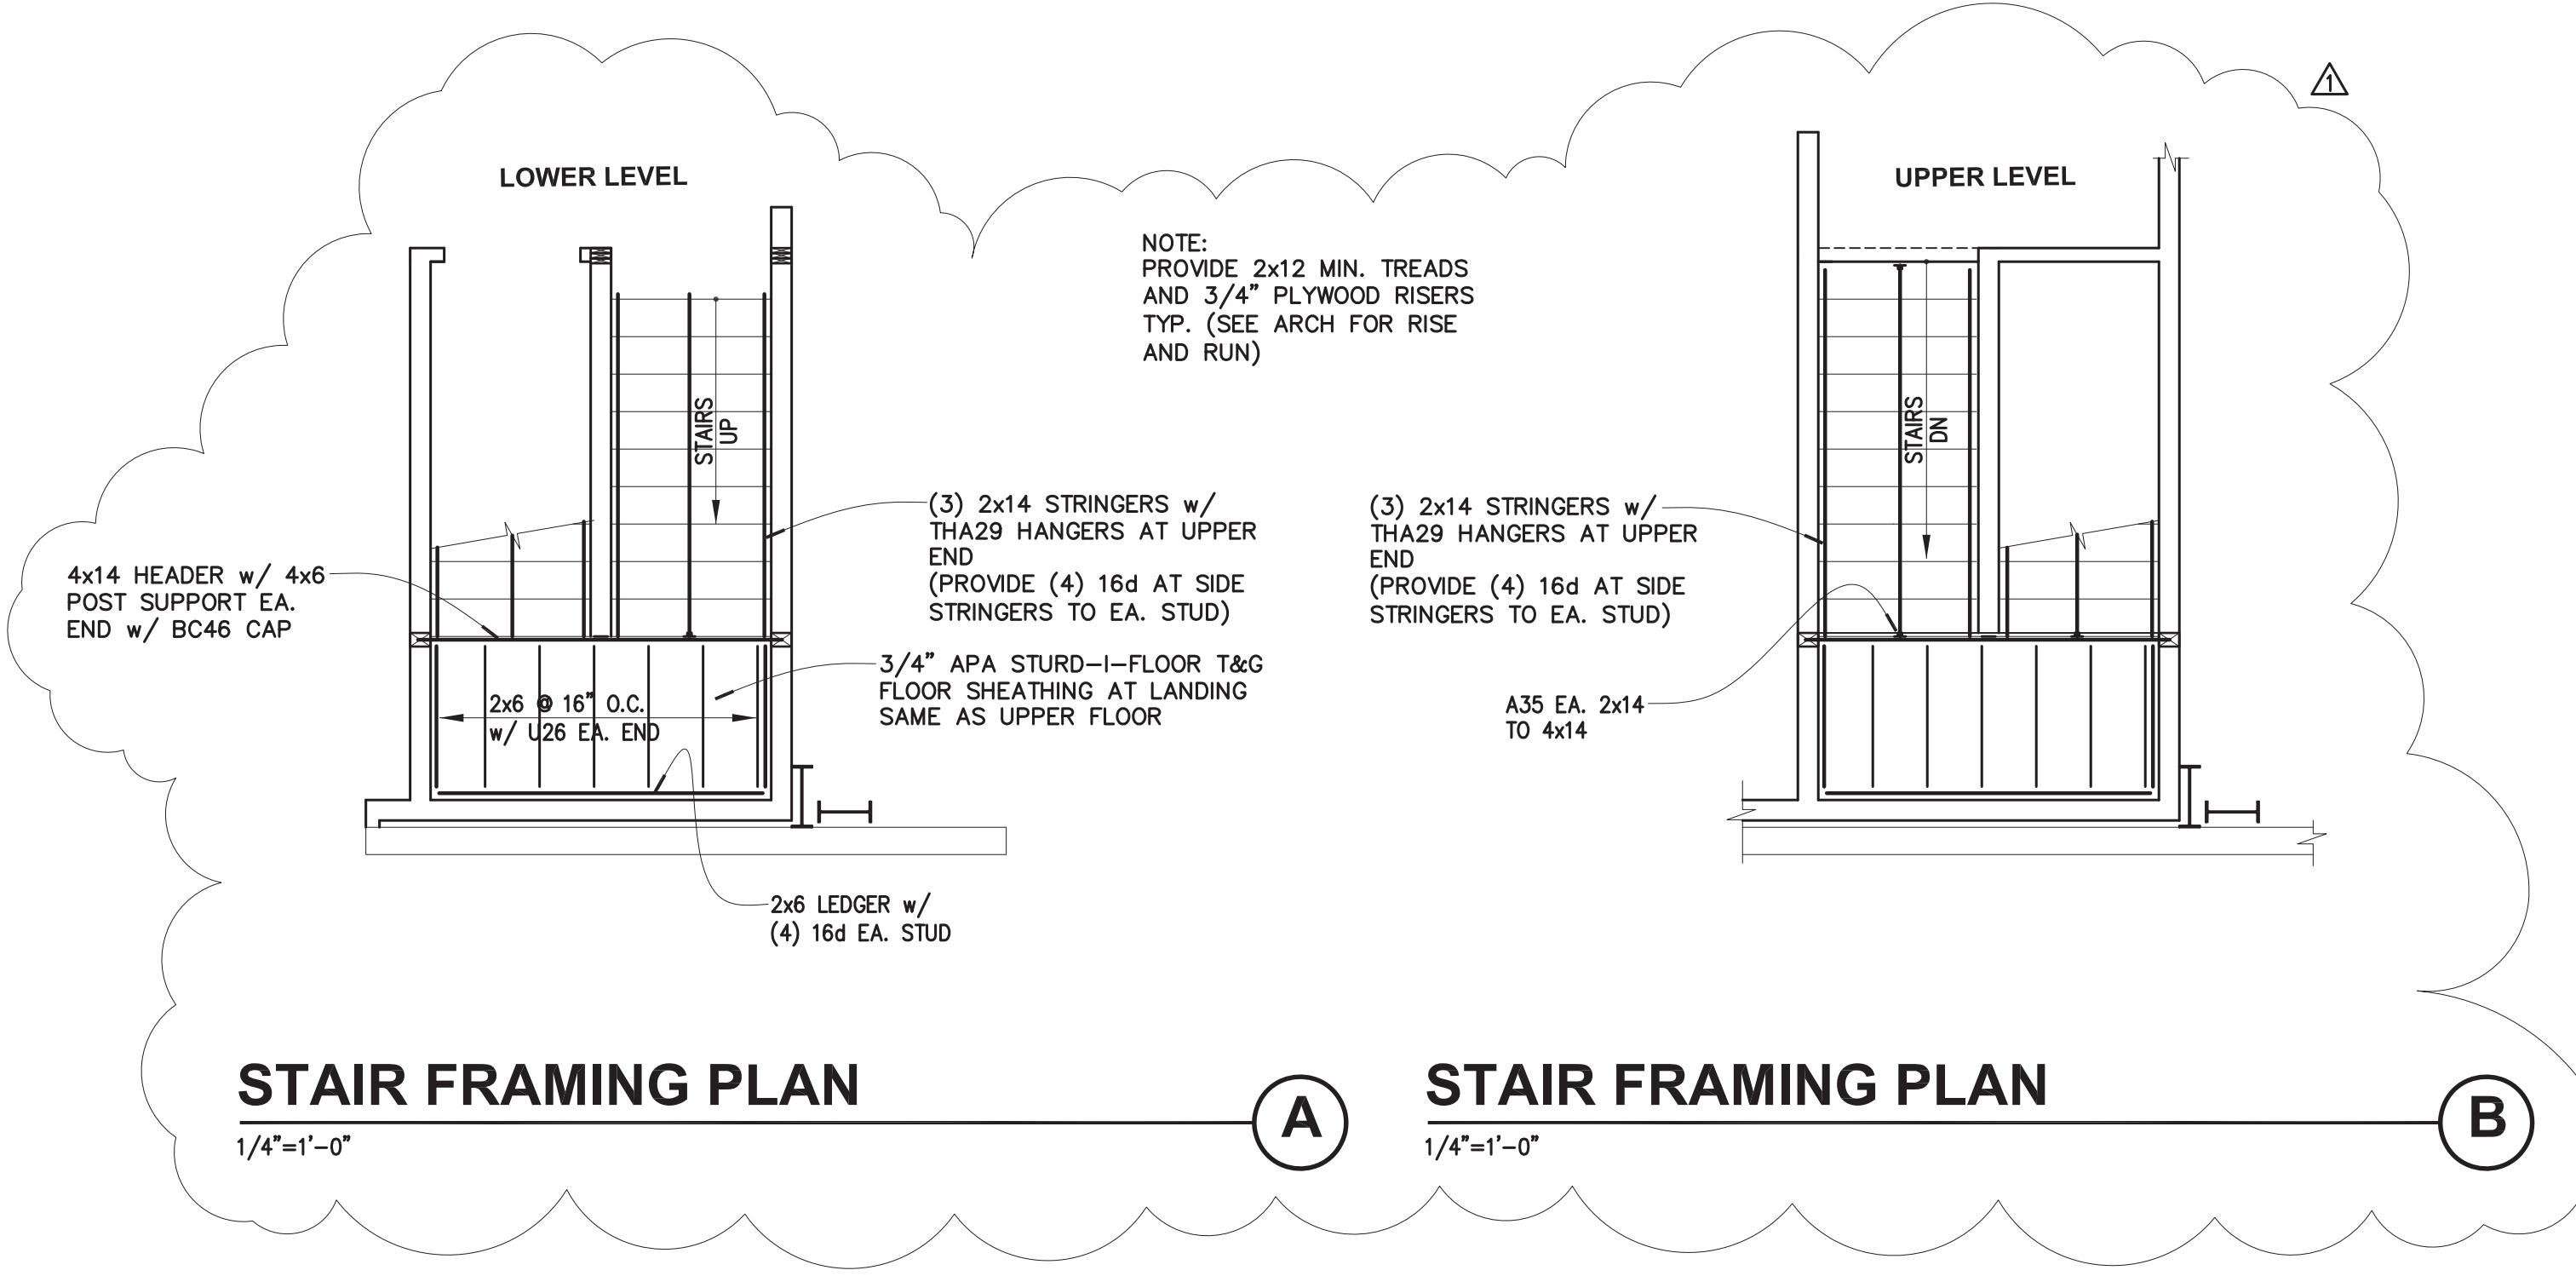 1
LOWER LEVEL
UPPER LEVEL
NOTE:
PROVIDE 2x12 MIN. TREADS
AND 3/4" PLYWOOD RISERS
TYP. (SEE ARCH FOR RISE
AND RUN)
STAIRS
UP
4x14 HEADER w/ 4x6
POST SUPPORT EA.
END w/ BC46 CAP
(3) 2x14 STRINGERS w/
THA29 HANGERS AT UPPER
END
(PROVIDE (4) 16d AT SIDE
STRINGERS TO EA. STUD)
3/4" APA STURD-I-FLOOR T&G
FLOOR SHEATHING AT LANDING
SAME AS UPPER FLOOR
2x6 @ 16" O.C.
w/ U26 EA. END
2x6 LEDGER w/
(4) 16d EA. STUD
STAIRS
DN
(3) 2x14 STRINGERS w/
THA29 HANGERS AT UPPER
END
(PROVIDE (4) 16d AT SIDE
STRINGERS TO EA. STUD)
A35 EA. 2x14
TO 4x14
STAIR FRAMING PLAN
A
1/4"=1'-0"
STAIR FRAMING PLAN
B
1/4"=1'-0"